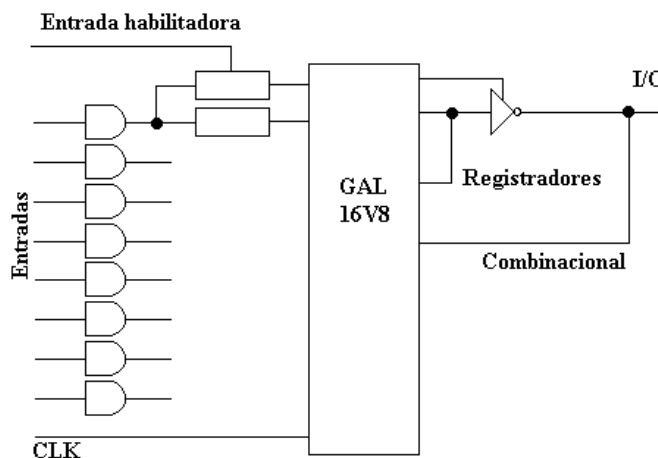 Entrada habilitadora
I/O
Entradas
GAL
16V8
Registradores
Combinacional
CLK